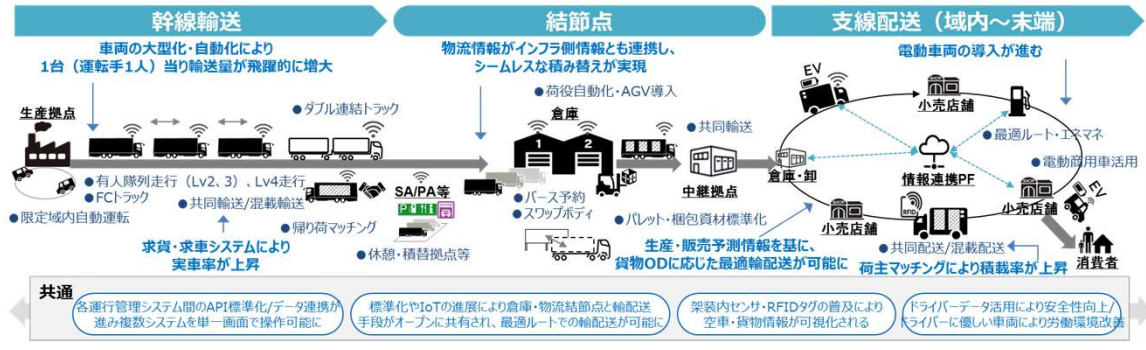 幹線輸送
結節点
支線配送（域内～末端）
車両の大型化・自動化により
1台（運転手1人）当り輸送量が飛躍的に増大
物流情報がインフラ側情報とも連携し、
シームレスな積み替えが実現
電動車両の導入が進む
生産拠点
●ダブル連結トラック
●荷役自動化・AGV導入
倉庫
1
2
●共同輸送
EV
小売店舗
●最適ルート・エネマネ
●電動商用車活用
●有人隊列走行（Lv2、3）、Lv4走行
●FCトラック
●共同輸送/混載輸送
●限定域内自動運転
●帰り荷マッチング
SA/PA等
P
●休憩・積替拠点等
●バース予約
●スワップボディ
中継拠点
●パレット・梱包資材標準化
倉庫・卸
情報連携PF
小売店舗
RFID
小売店舗
EV
●共同配送/混載配送
消費者
求貨・求車システムにより
実車率が上昇
生産・販売予測情報を基に、
貨物ODに応じた最適輸配送が可能に
荷主マッチングにより積載率が上昇
共通
各運行管理システム間のAPI標準化/データ連携が
進み複数システムを単一画面で操作可能に
標準化やIoTの進展により倉庫・物流結節点と輸配送
手段がオープンに共有され、最適ルートでの輸配送が可能に
架装内センサ・RFIDタグの普及により
空車・貨物情報が可視化される
ドライバーデータ活用により安全性向上/
ドライバーに優しい車両により労働環境改善